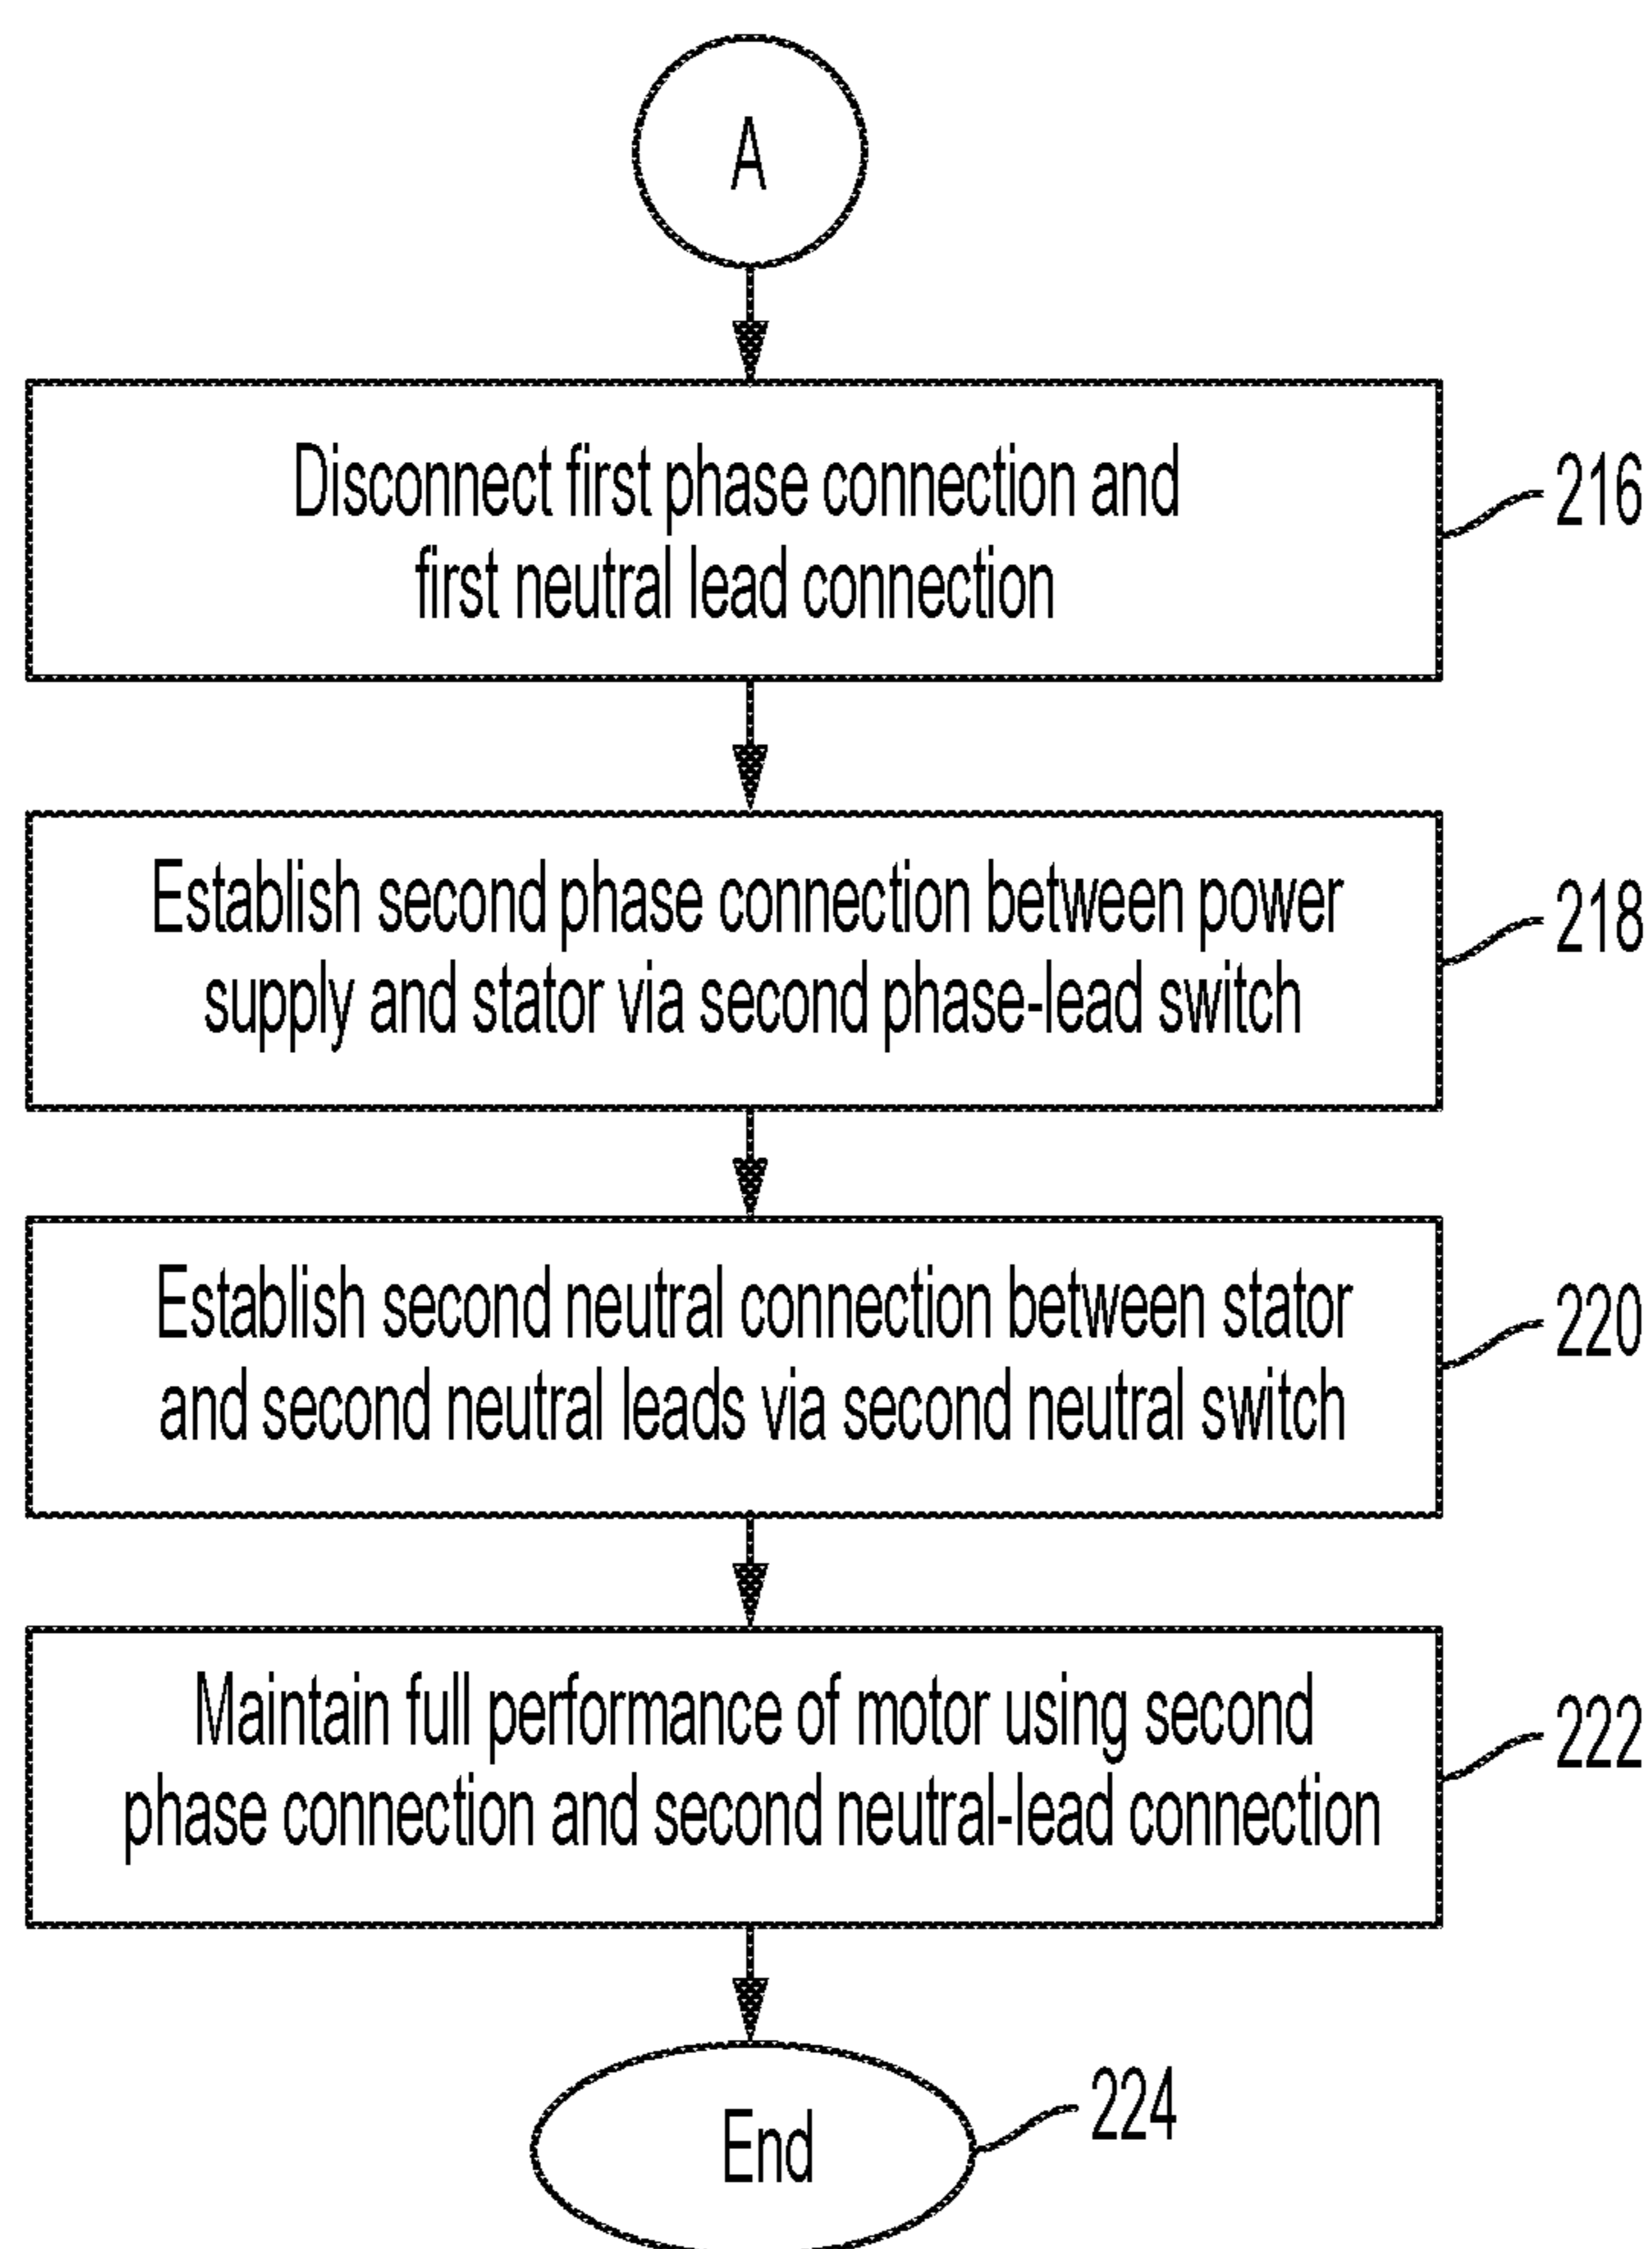 A
Disconnect first phase connection and
first neutral lead connection
216
Establish second phase connection between power
supply and stator via second phase-lead switch
218
Establish second neutral connection between stator
and second neutral leads via second neutral switch
220
Maintain full performance of motor using second
phase connection and second neutral-lead connection
222
End
224